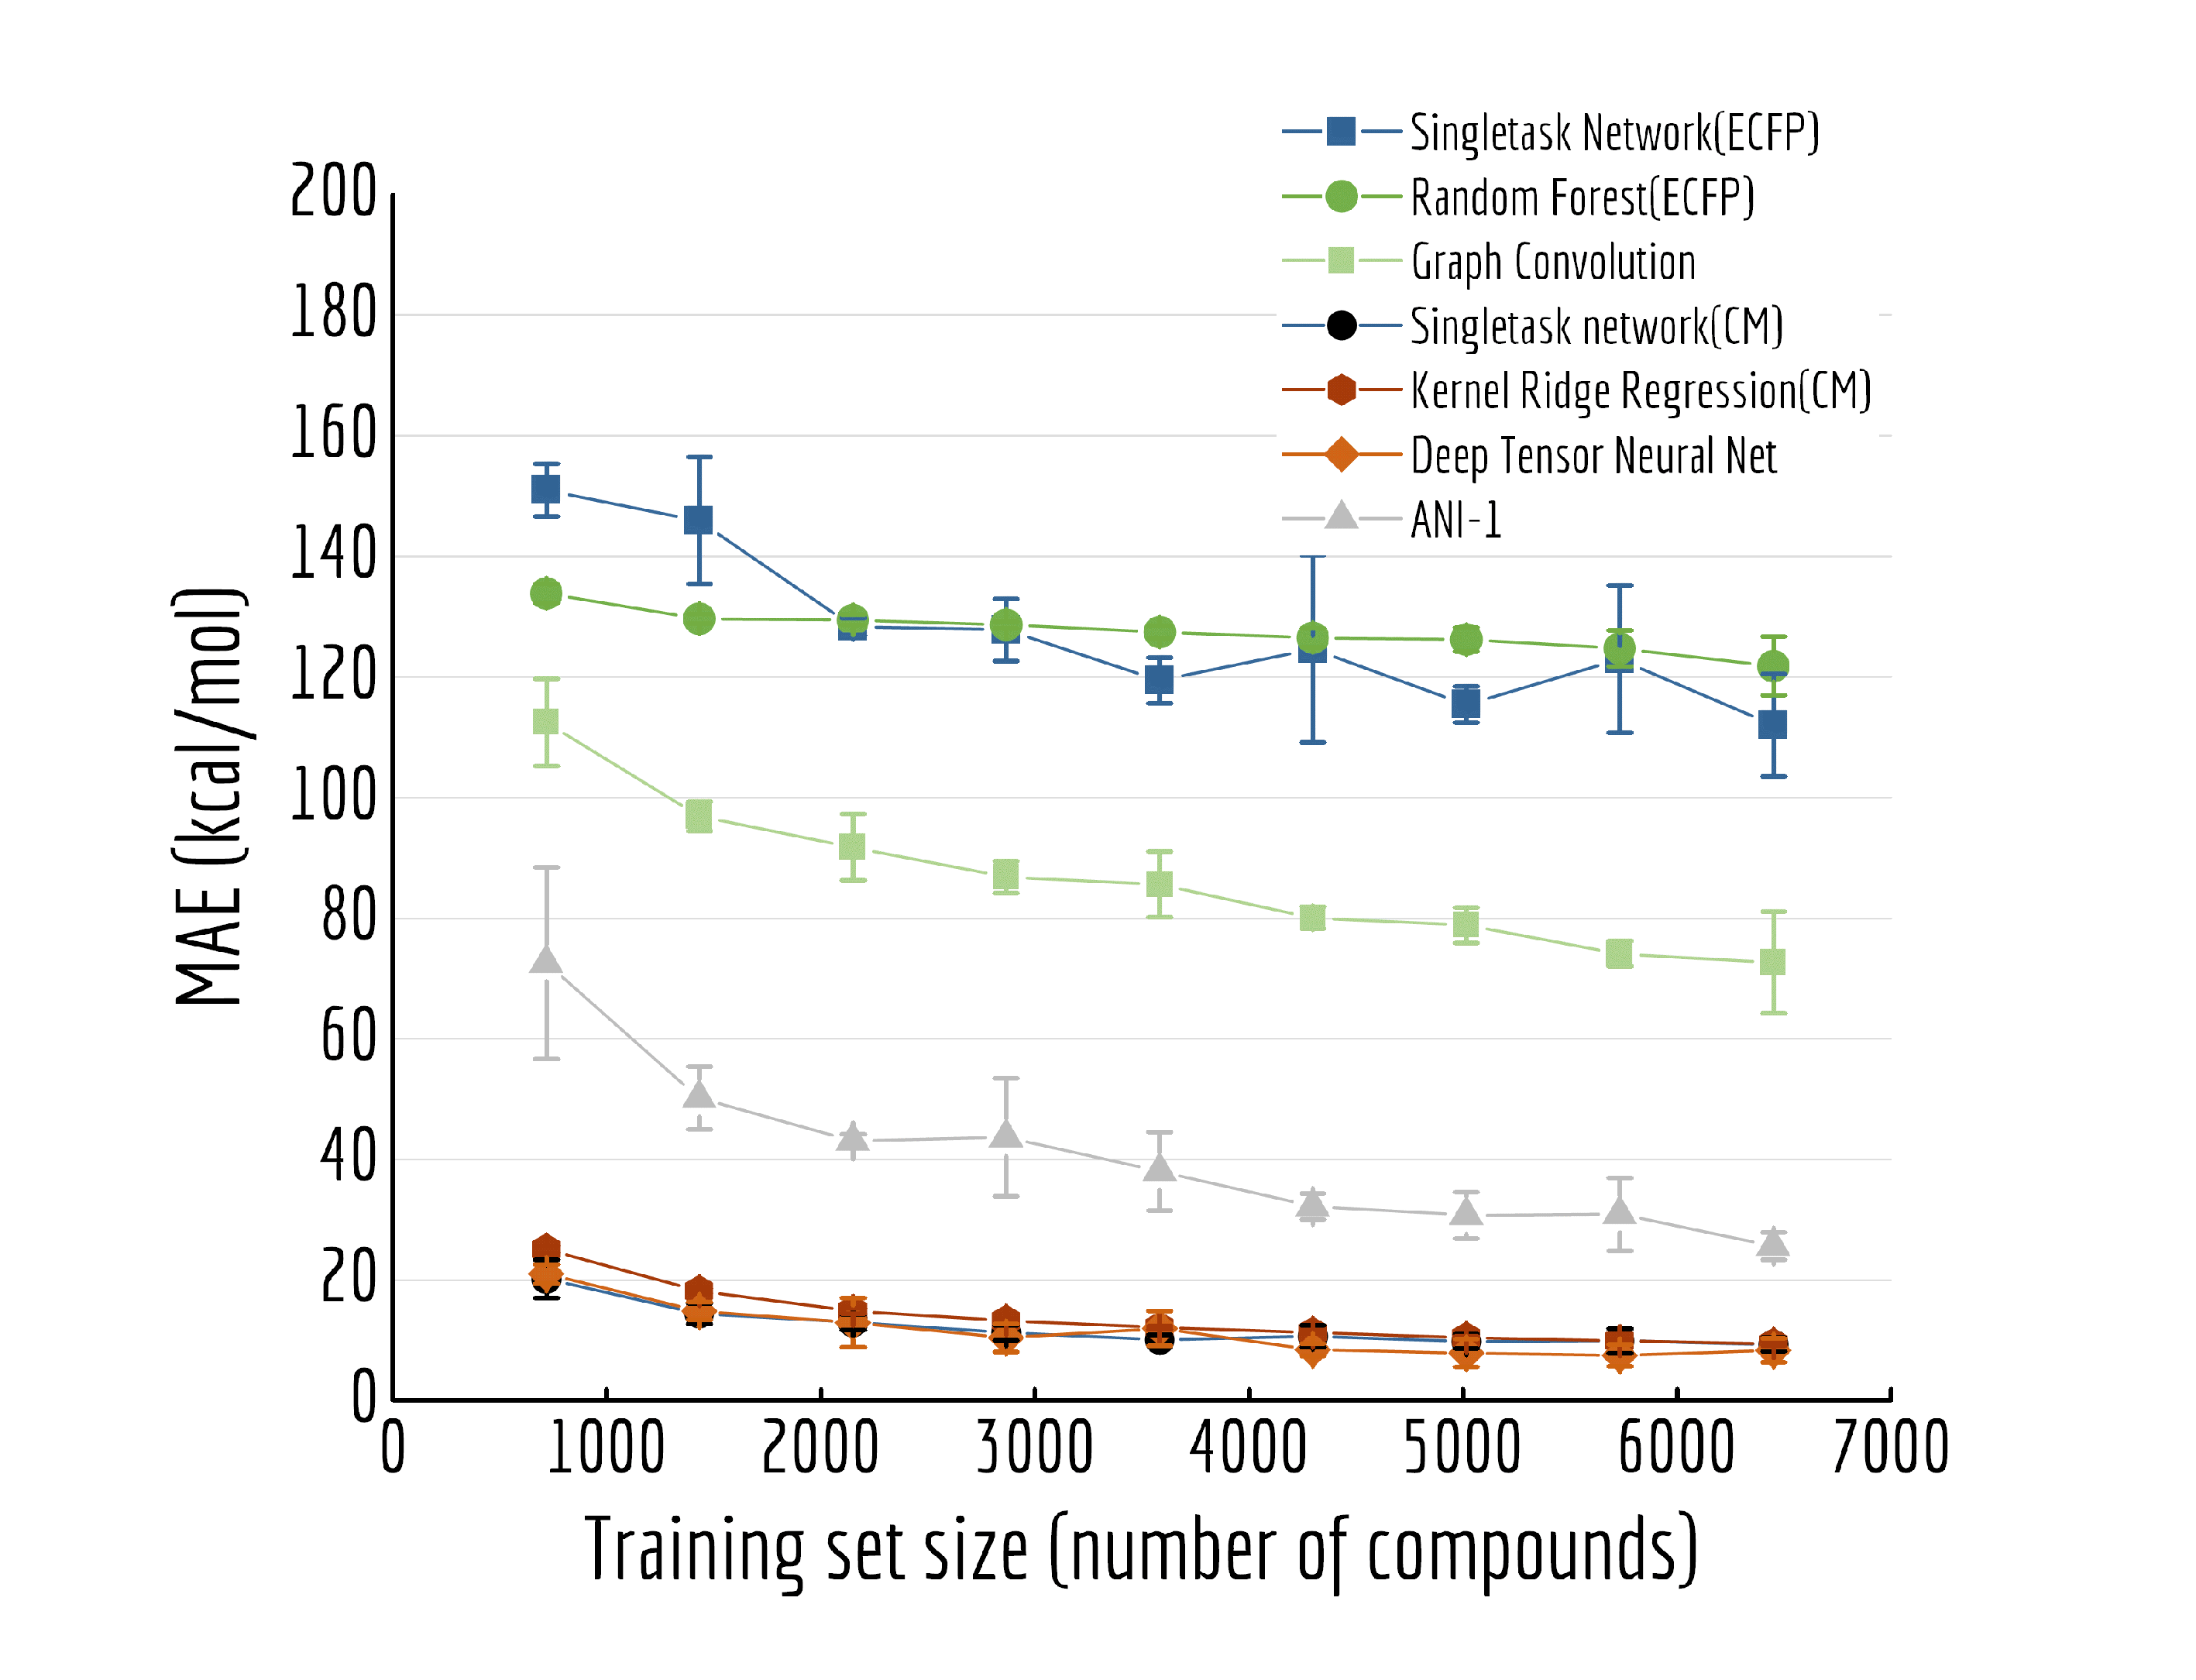 Singletask Network(ECFP)
Random Forest(ECFP)
Graph Convolution
Singletask network(CM)
Kernel Ridge Regression(CM)
Deep Tensor Neural Net
ANI-1
200
180
160
140
120
100
80
60
40
20
0
MAE (kcal/mol)
0 1000 2000 3000 4000 5000 6000 7000
Training set size (number of compounds)